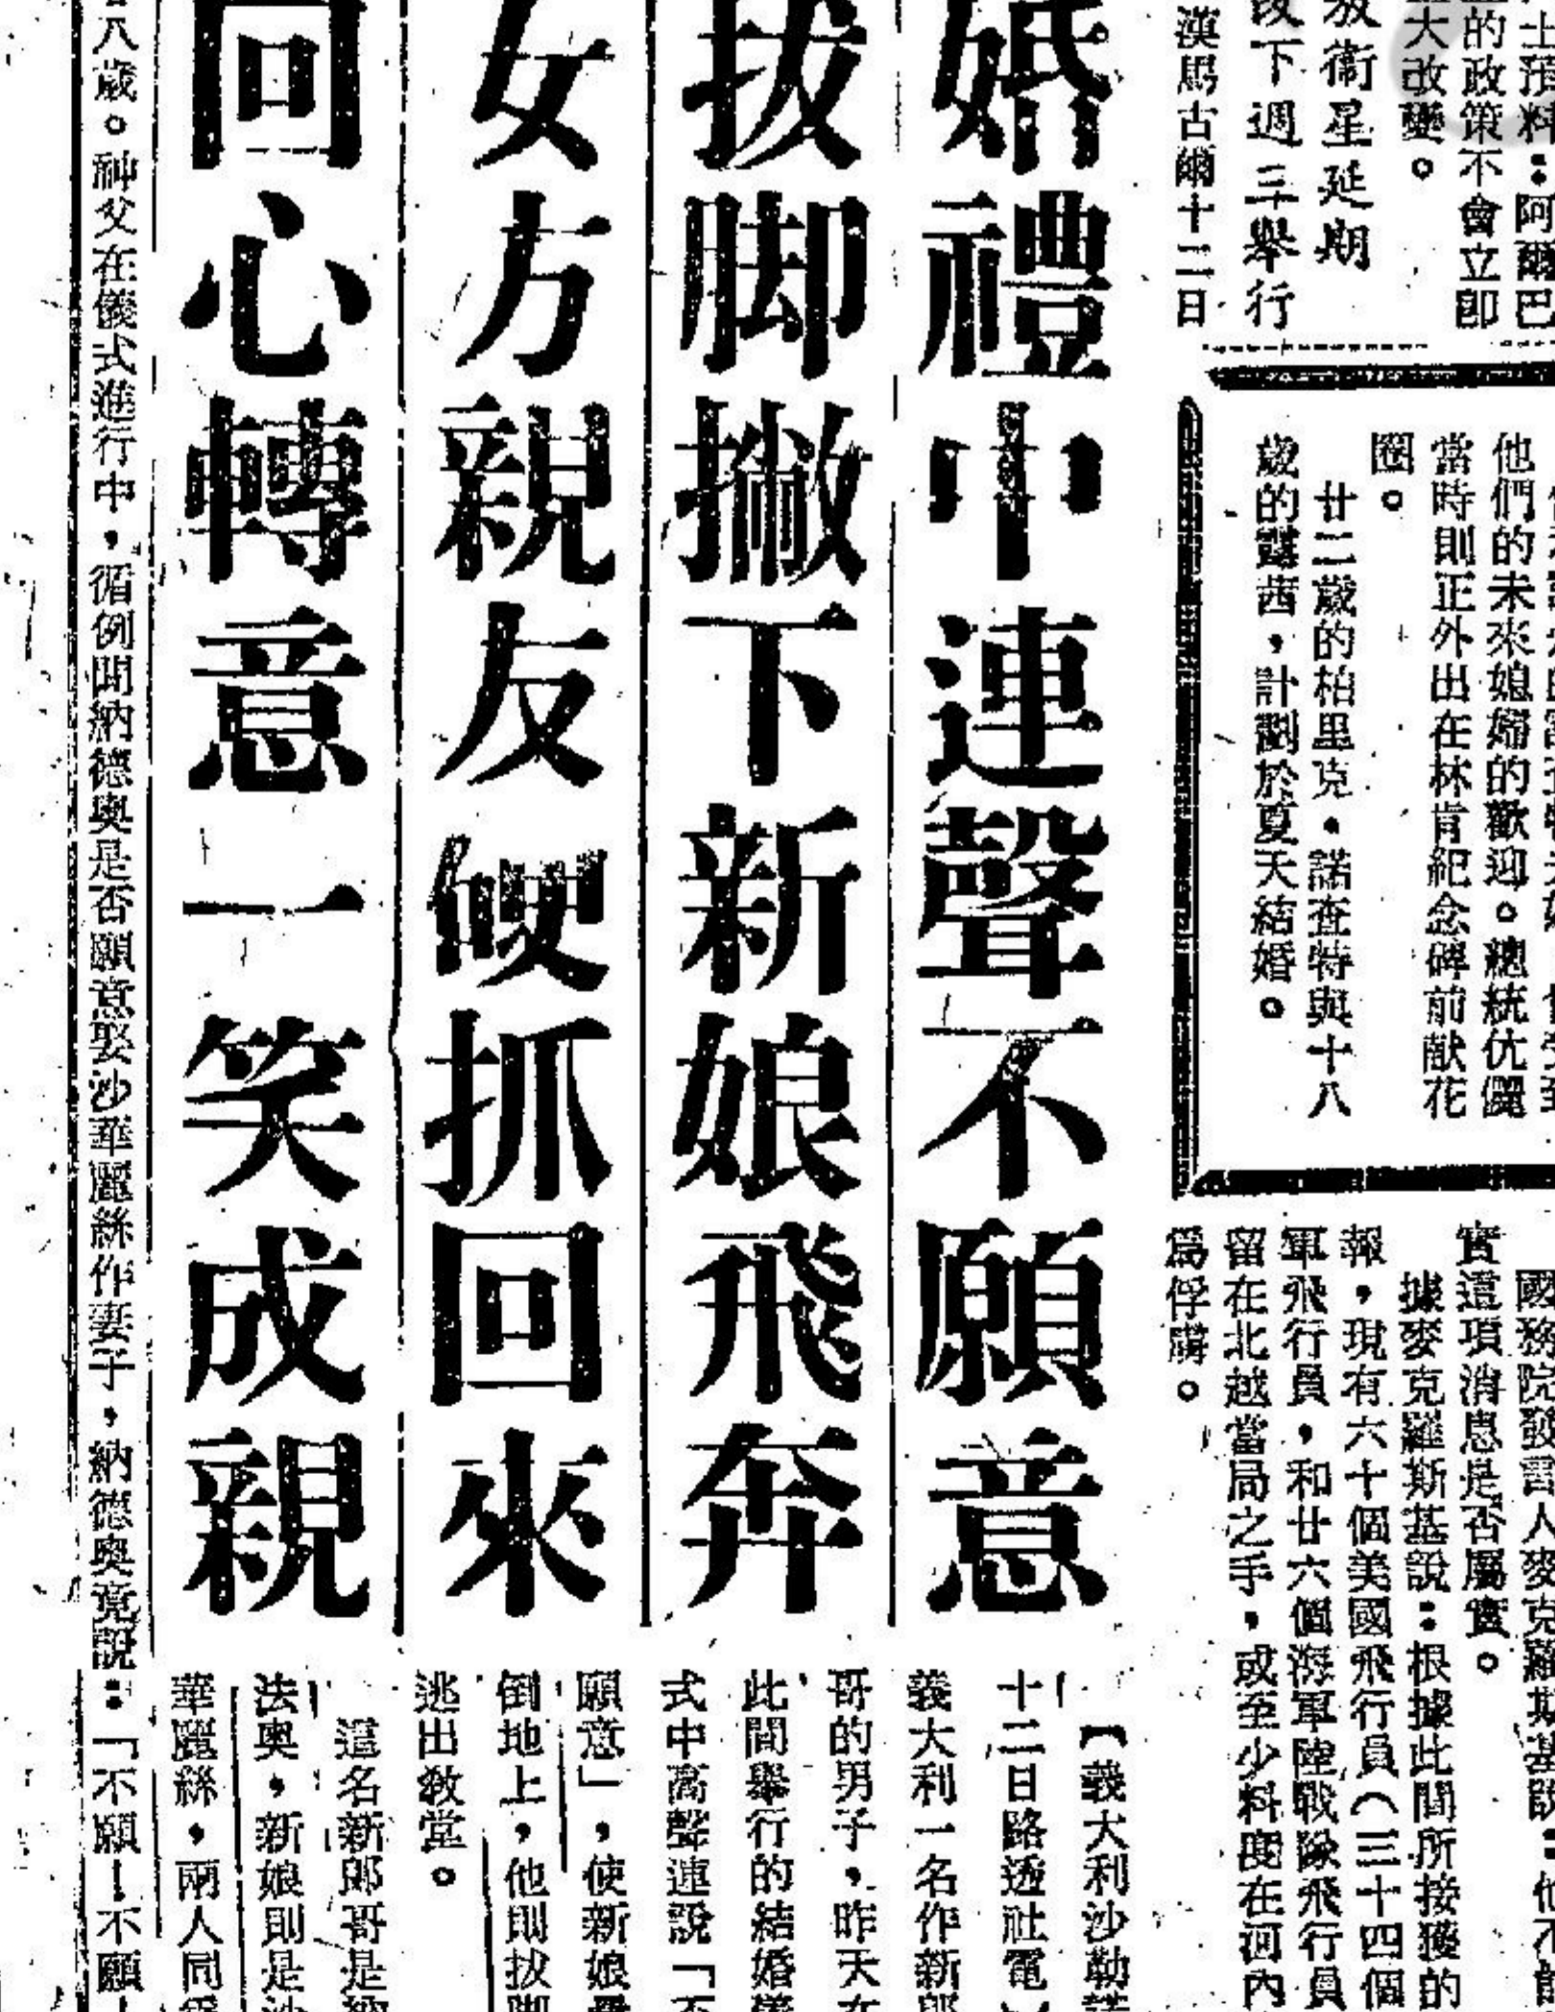 士預料：阿爾巴
的政策不會立即
大改變。
放衞星延期
改下週三舉行
漢馬古爾十二日
他們的未來媳婦的歡迎。總統伉儷
當時則正外出在林肯紀念碑前献花
圈。
廿二歲的柏里克・諾查特與十八
歲的露茜，計劃於夏天結婚。
國務院發言人麥克羅斯基說：他不能
實這項消息是否屬實。
據麥克羅斯基說：根據此間所接獲的
報，現有六十個美國飛行員（三十四個
軍飛行員，和廿六個海軍陸戰隊飛行員
留在北越當局之手，或至少料度在河內
爲俘虜。
婚禮中連聲不願意
拔脚撇下新娘飛奔
女方親友硬抓回來
回心轉意一笑成親
【義大利沙勒諾
十二日路透社電】
義大利一名作新郎
哥的男子，昨天在
此間舉行的結婚儀
式中高聲連說「不
願意」，使新娘暈
倒地上，他則拔脚
逃出教堂。
這名新郎哥是納
法奥，新娘則是沙
華麗絲，兩人同爲
八歲。神父在儀式進行中，循例問納德奥是否願意娶沙華麗絲作妻子，納德奥竟說：「不願！不願！